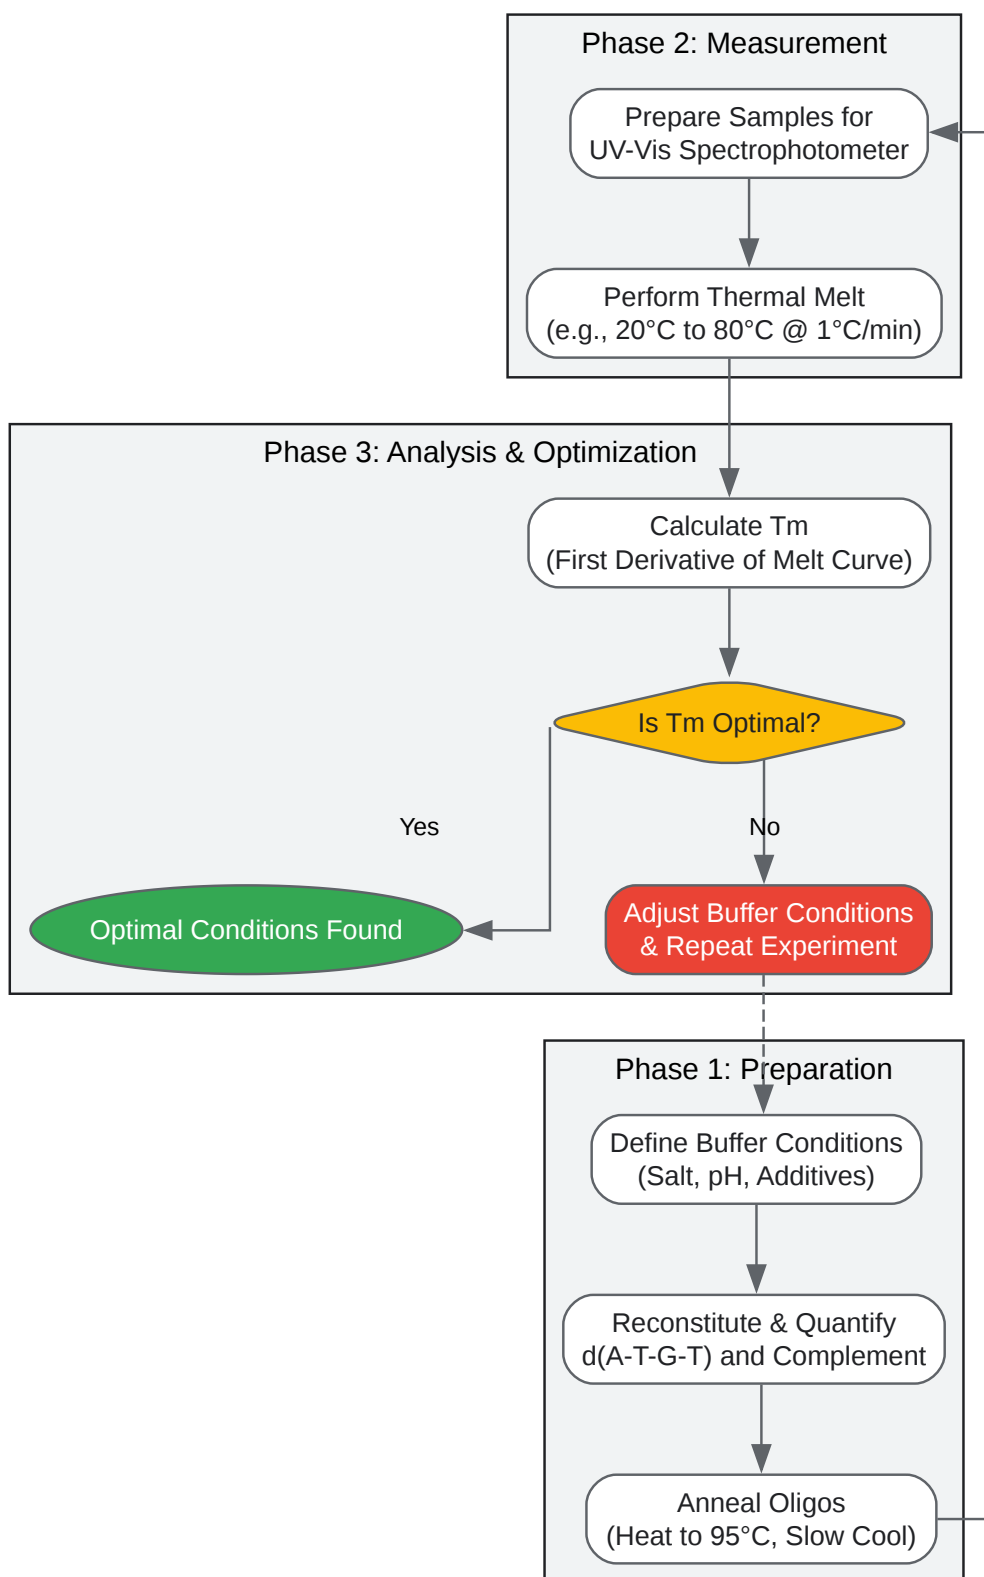 Phase 2: Measurement
Prepare Samples for
UV-Vis Spectrophotometer
Perform Thermal Melt
(e.g., 20°C to 80°C @ 1°C/min)
Phase 3: Analysis & Optimization
Calculate Tm
(First Derivative of Melt Curve)
Is Tm Optimal?
Yes
No
Optimal Conditions Found
Adjust Buffer Conditions
& Repeat Experiment
Phase 1: Preparation
Define Buffer Conditions
(Salt, pH, Additives)
Reconstitute & Quantify
d(A-T-G-T) and Complement
Anneal Oligos
(Heat to 95°C, Slow Cool)